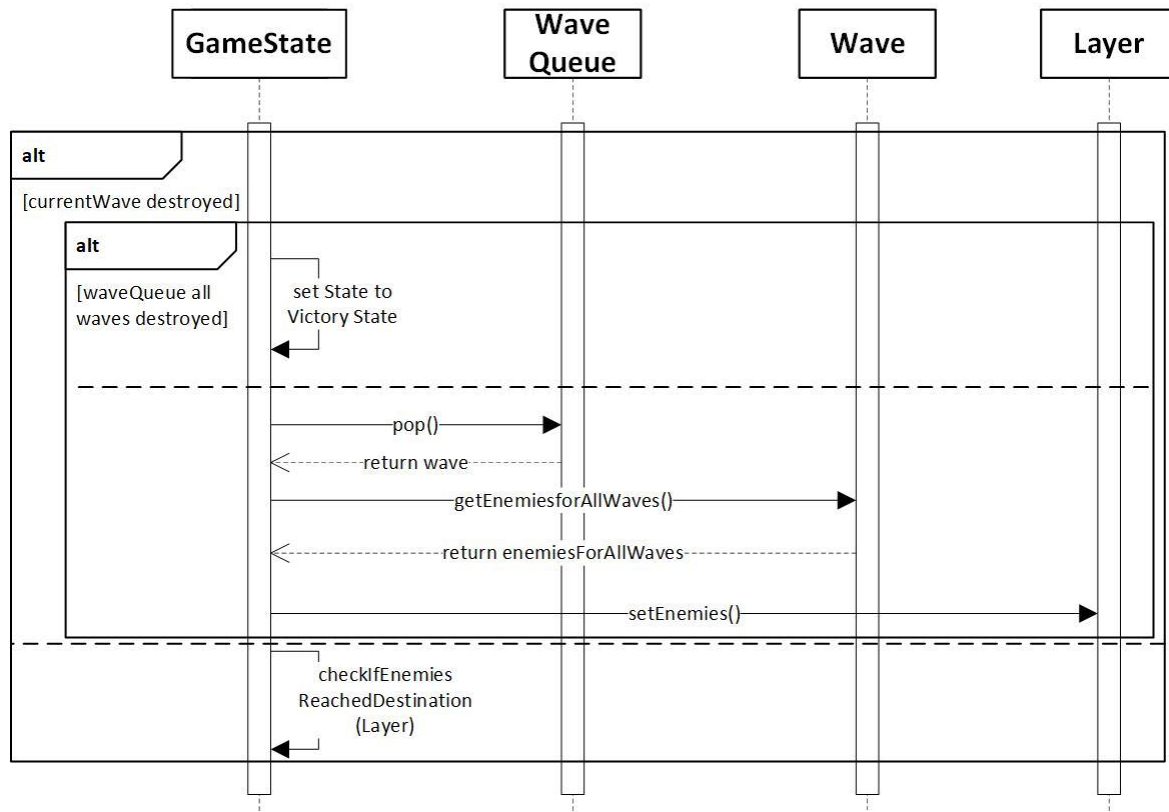 GameState
Wave
Queue
Wave
Layer
alt
[currentWave destroyed]
alt
[waveQueue all
waves destroyed]
set State to
Victory State
pop()
return wave
getEnemiesforAllWaves()
return enemiesForAllWaves
setEnemies()
checkIfEnemies
ReachedDestination
(Layer)